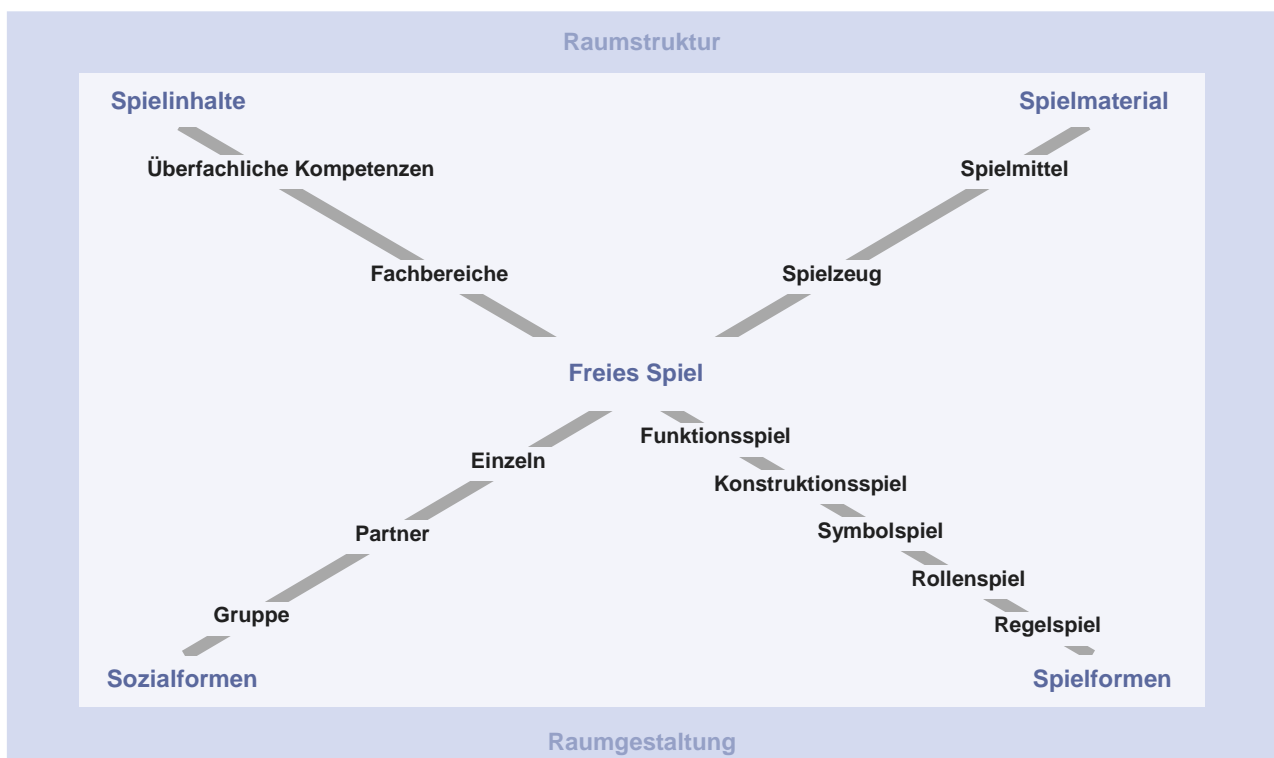 Raumstruktur
Spielinhalte
Spielmaterial
Überfachliche Kompetenzen
Spielmittel
Fachbereiche
Spielzeug
Freies Spiel
Funktionsspiel
Einzeln
Konstruktionsspiel
Partner
Symbolspiel
Rollenspiel
Gruppe
Regelspiel
Sozialformen
Spielformen
Raumgestaltung